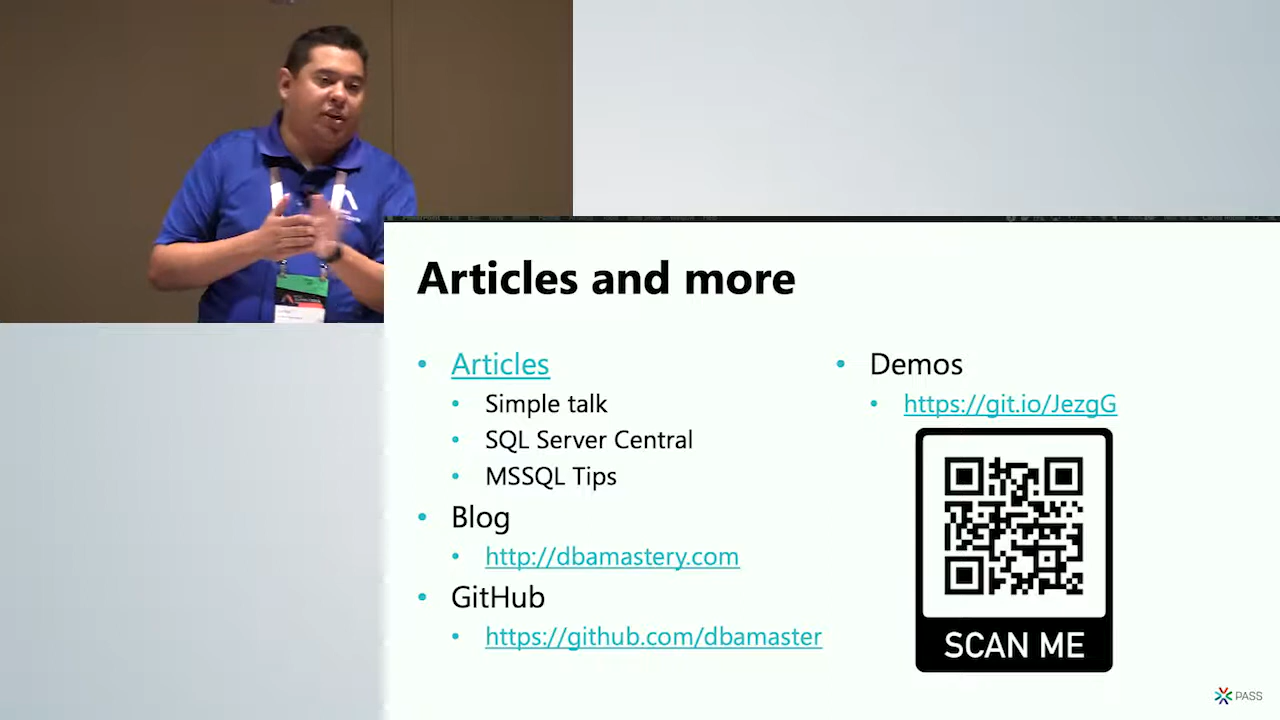 Articles and more
Articles
Simple talk
SQL Server Central
MSSQL Tips
Blog
http://dbamastery.com
GitHub
https://github.com/dbamaster
Demos
https://git.io/JezgG
SCAN ME
PASS